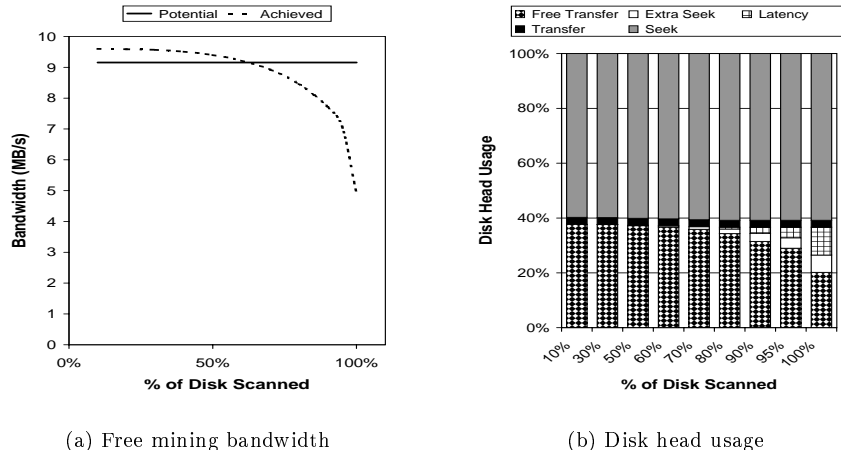 Potential Achieved
10
9
8
7
6
5
4
3
2
1
0
Bandwidth (MB/s)
0% 50% 100%
% of Disk Scanned
(a) Free mining bandwidth
Free Transfer Extra Seek Latency
Transfer Seek
100%
80%
60%
40%
20%
0%
Disk Head Usage
10% 30% 50% 60% 70% 80% 90% 95% 100%
% of Disk Scanned
(b) Disk head usage